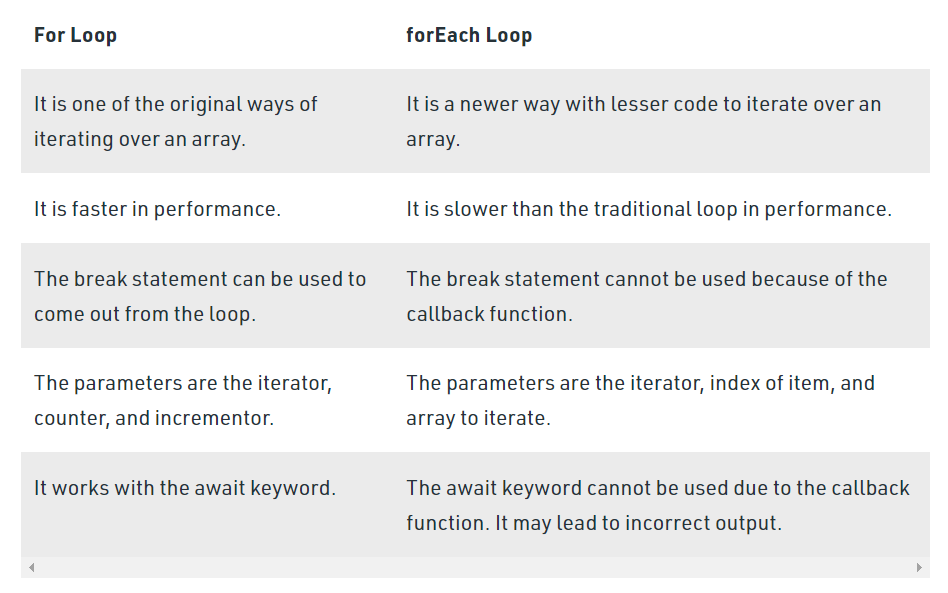 For Loop
forEach Loop
It is one of the original ways of
iterating over an array.
It is a newer way with lesser code to iterate over an
array.
It is faster in performance.
It is slower than the traditional loop in performance.
The break statement can be used to
come out from the loop.
The break statement cannot be used because of the
callback function.
The parameters are the iterator,
counter, and incrementor.
The parameters are the iterator, index of item, and
array to iterate.
It works with the await keyword.
The await keyword cannot be used due to the callback
function. It may lead to incorrect output.